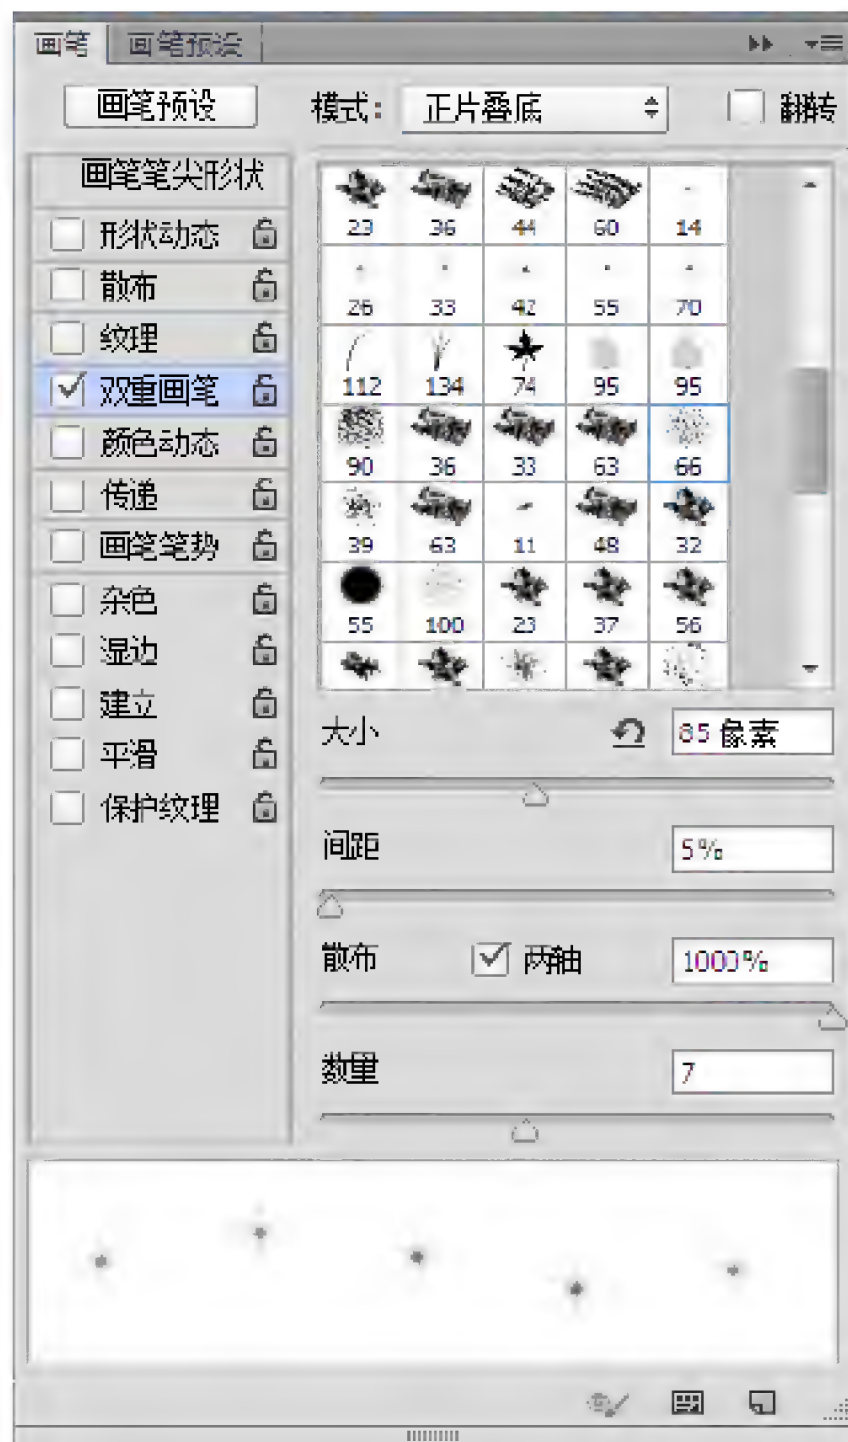 画笔 画笔预设
画笔预设 模式： 正片叠底 翻转
画笔笔尖形状
形状动态
散布
纹理
双重画笔
颜色动态
传递
画笔笔势
杂色
湿边
建立
平滑
保护纹理
23 36 44 60 14
26 33 42 55 70
112 134 74 95 95
90 36 33 63 66
39 63 11 48 32
55 100 23 37 56
大小 85 像素
间距 5%
散布 两轴 1000%
数量 7